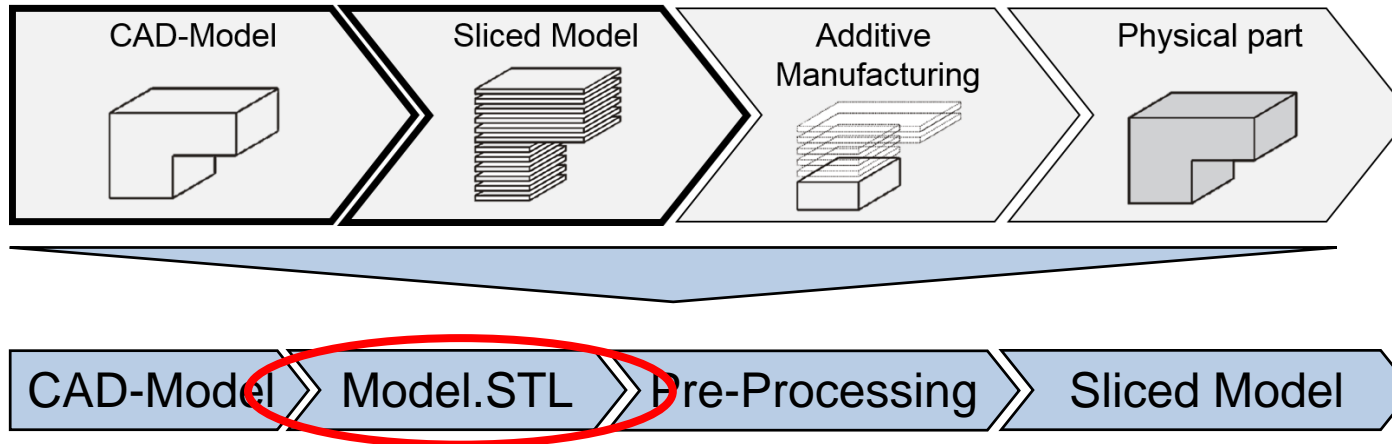 CAD-Model
Sliced Model
Additive
Manufacturing
Physical part
CAD-Model
Model.STL
Pre-Processing
Sliced Model